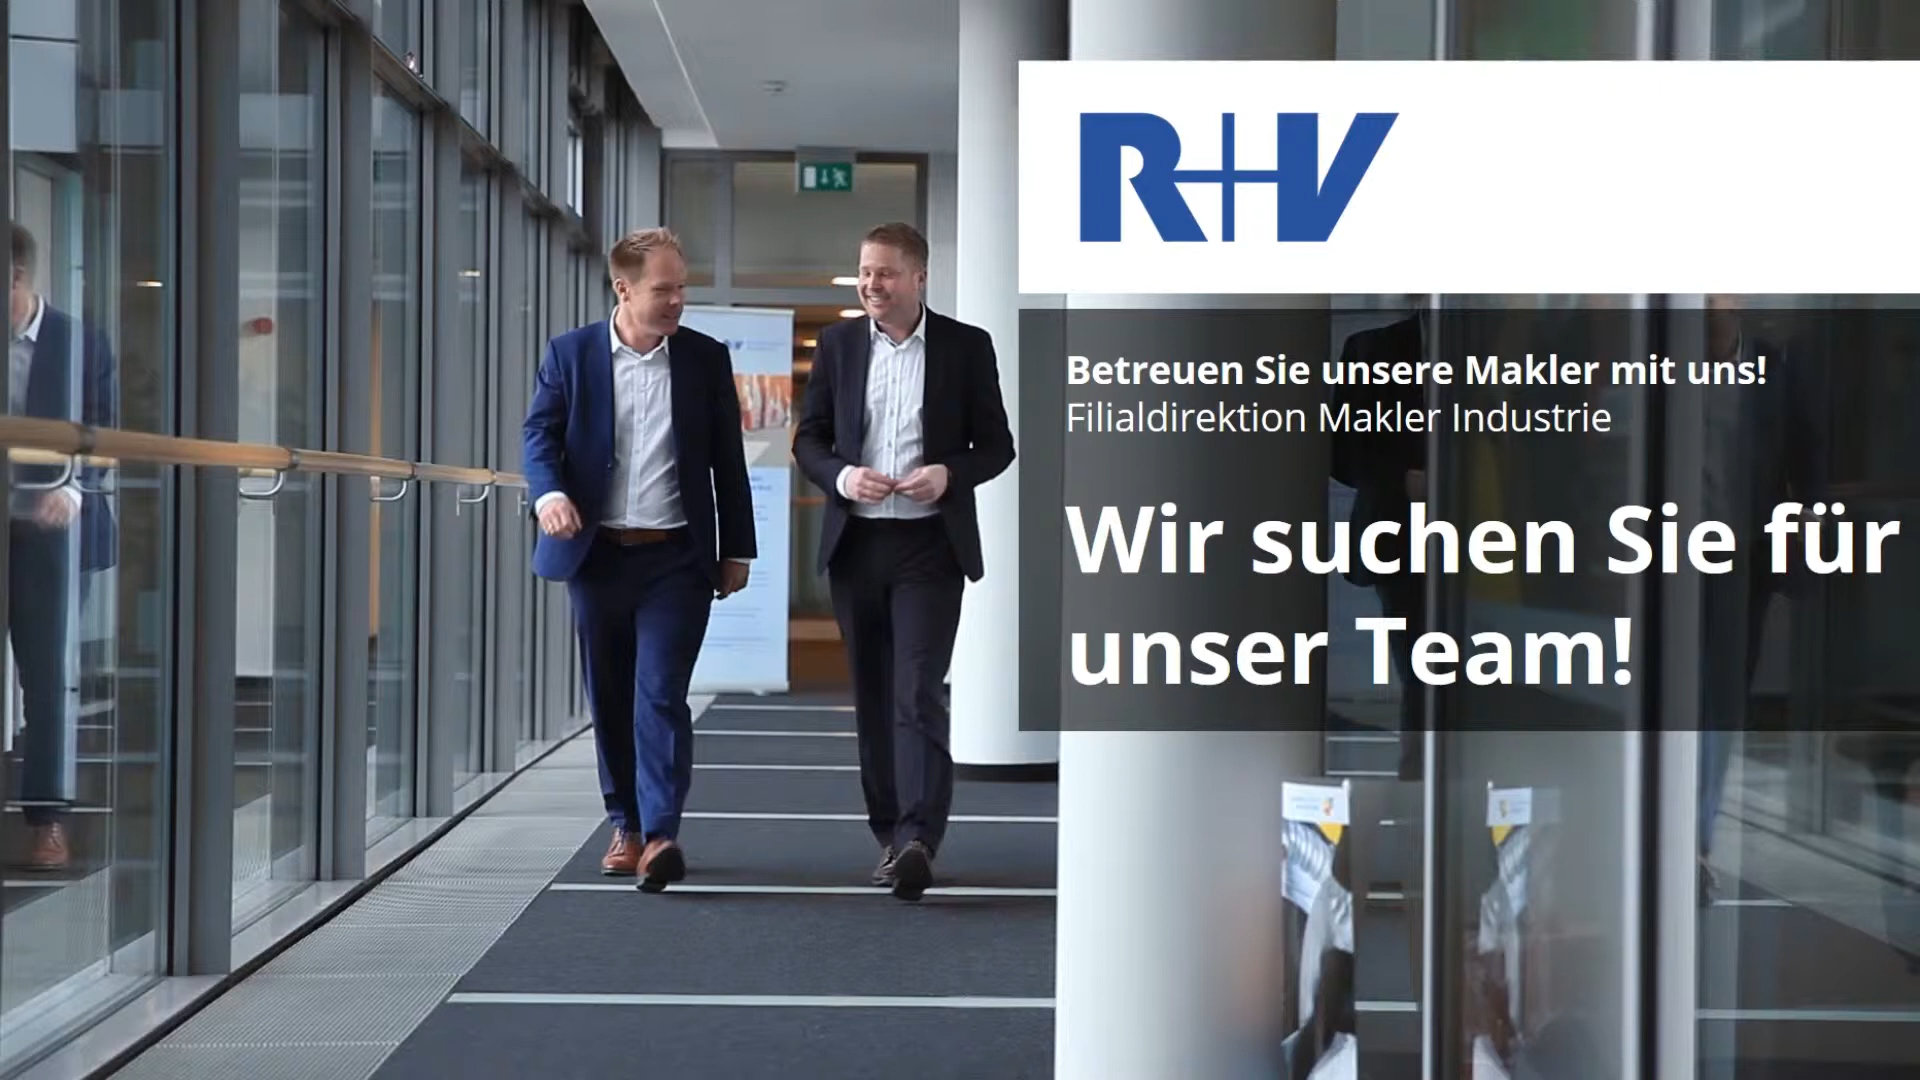 R+V
Betreuen Sie unsere Makler mit uns!
Filialdirektion Makler Industrie
Wir suchen Sie für
unser Team!